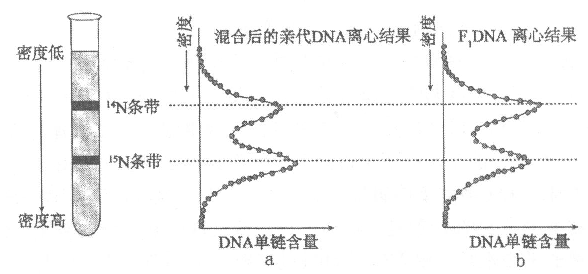 密度低
¹⁴N条带
¹⁵N条带
密度高
密度
混合后的亲代DNA离心结果
DNA单链含量
a
密度
F₁DNA 离心结果
DNA单链含量
b